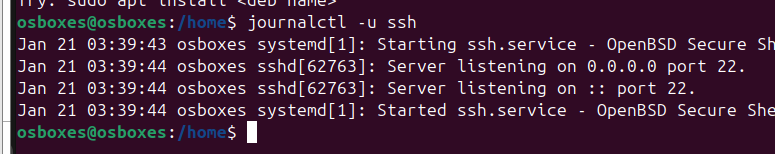 Try: sudo apt install <deb name>
osboxes@osboxes:/home$ journalctl -u ssh
Jan 21 03:39:43 osboxes systemd[1]: Starting ssh.service - OpenBSD Secure She
Jan 21 03:39:44 osboxes sshd[62763]: Server listening on 0.0.0.0 port 22.
Jan 21 03:39:44 osboxes sshd[62763]: Server listening on :: port 22.
Jan 21 03:39:44 osboxes systemd[1]: Started ssh.service - OpenBSD Secure She
osboxes@osboxes:/home$